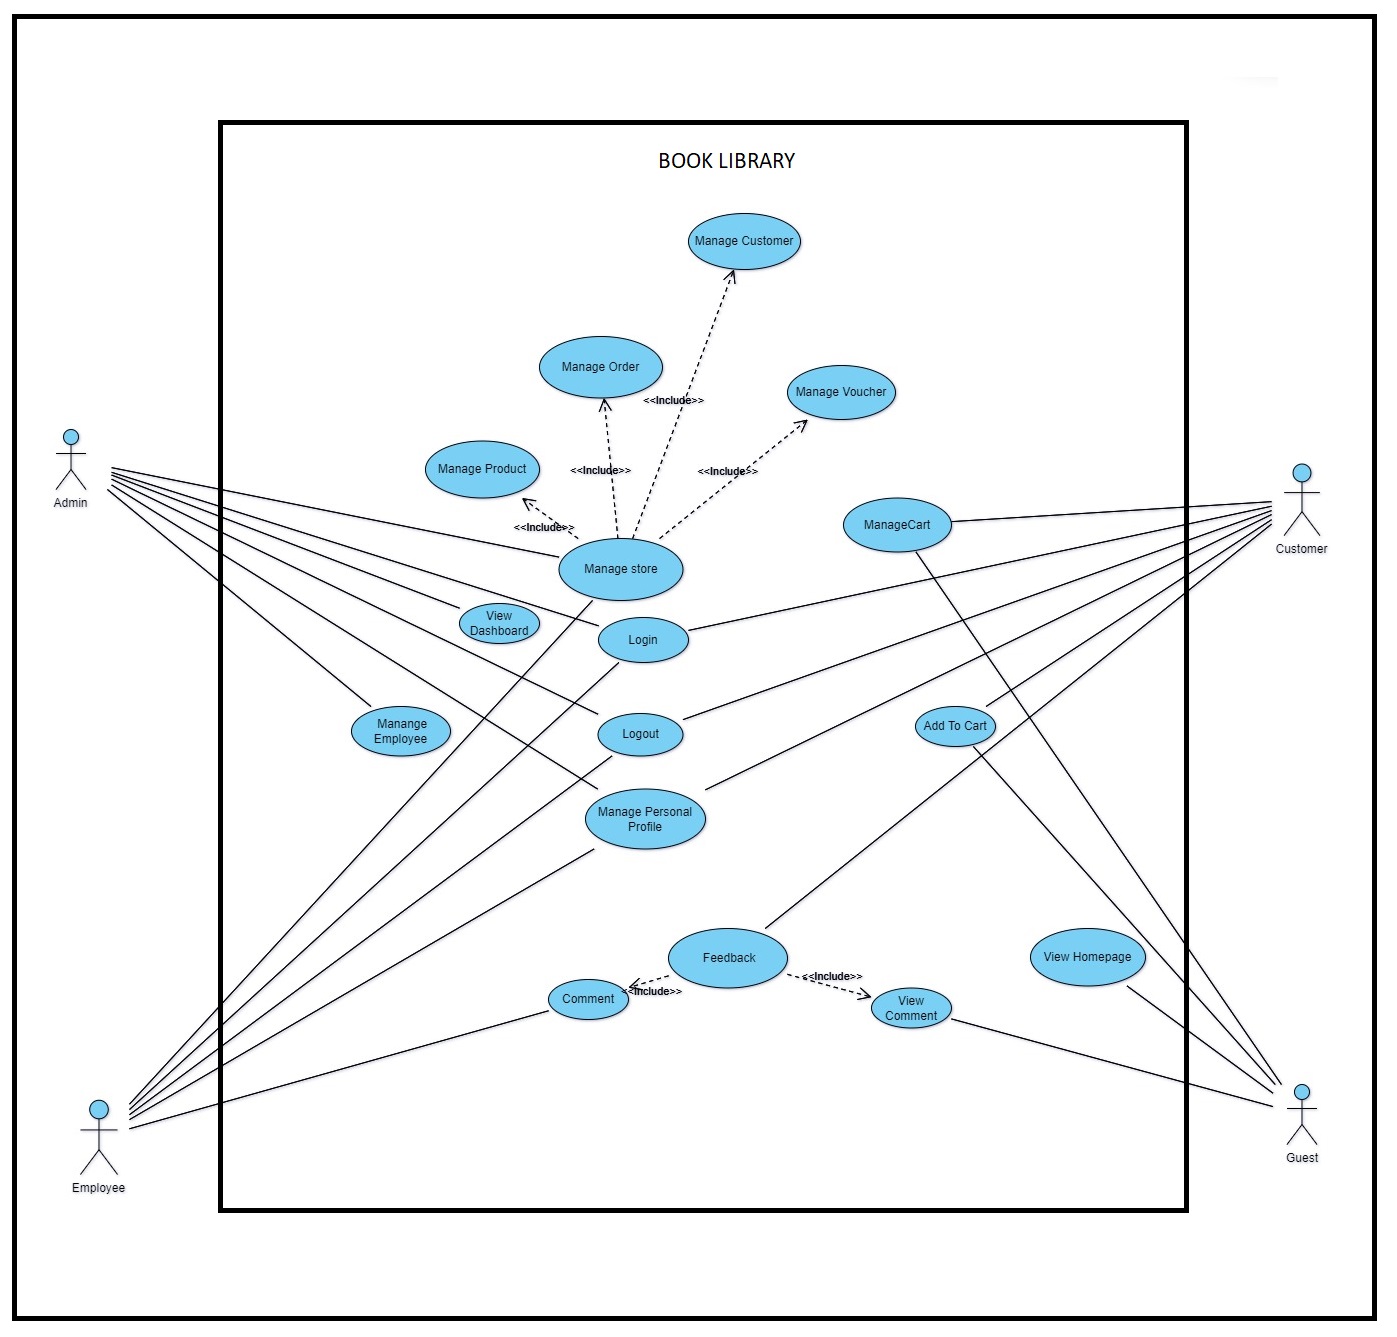 BOOK LIBRARY
Manage Customer
Manage Order
Manage Voucher
<<Include>>
Manage Product
<<Include>>
<<Include>>
Admin
<<Include>>
ManageCart
Customer
Manage store
View
Dashboard
Login
Manange
Employee
Logout
Add To Cart
Manage Personal
Profile
Feedback
View Homepage
<<Include>>
<<Include>>
Comment
View
Comment
Guest
Employee